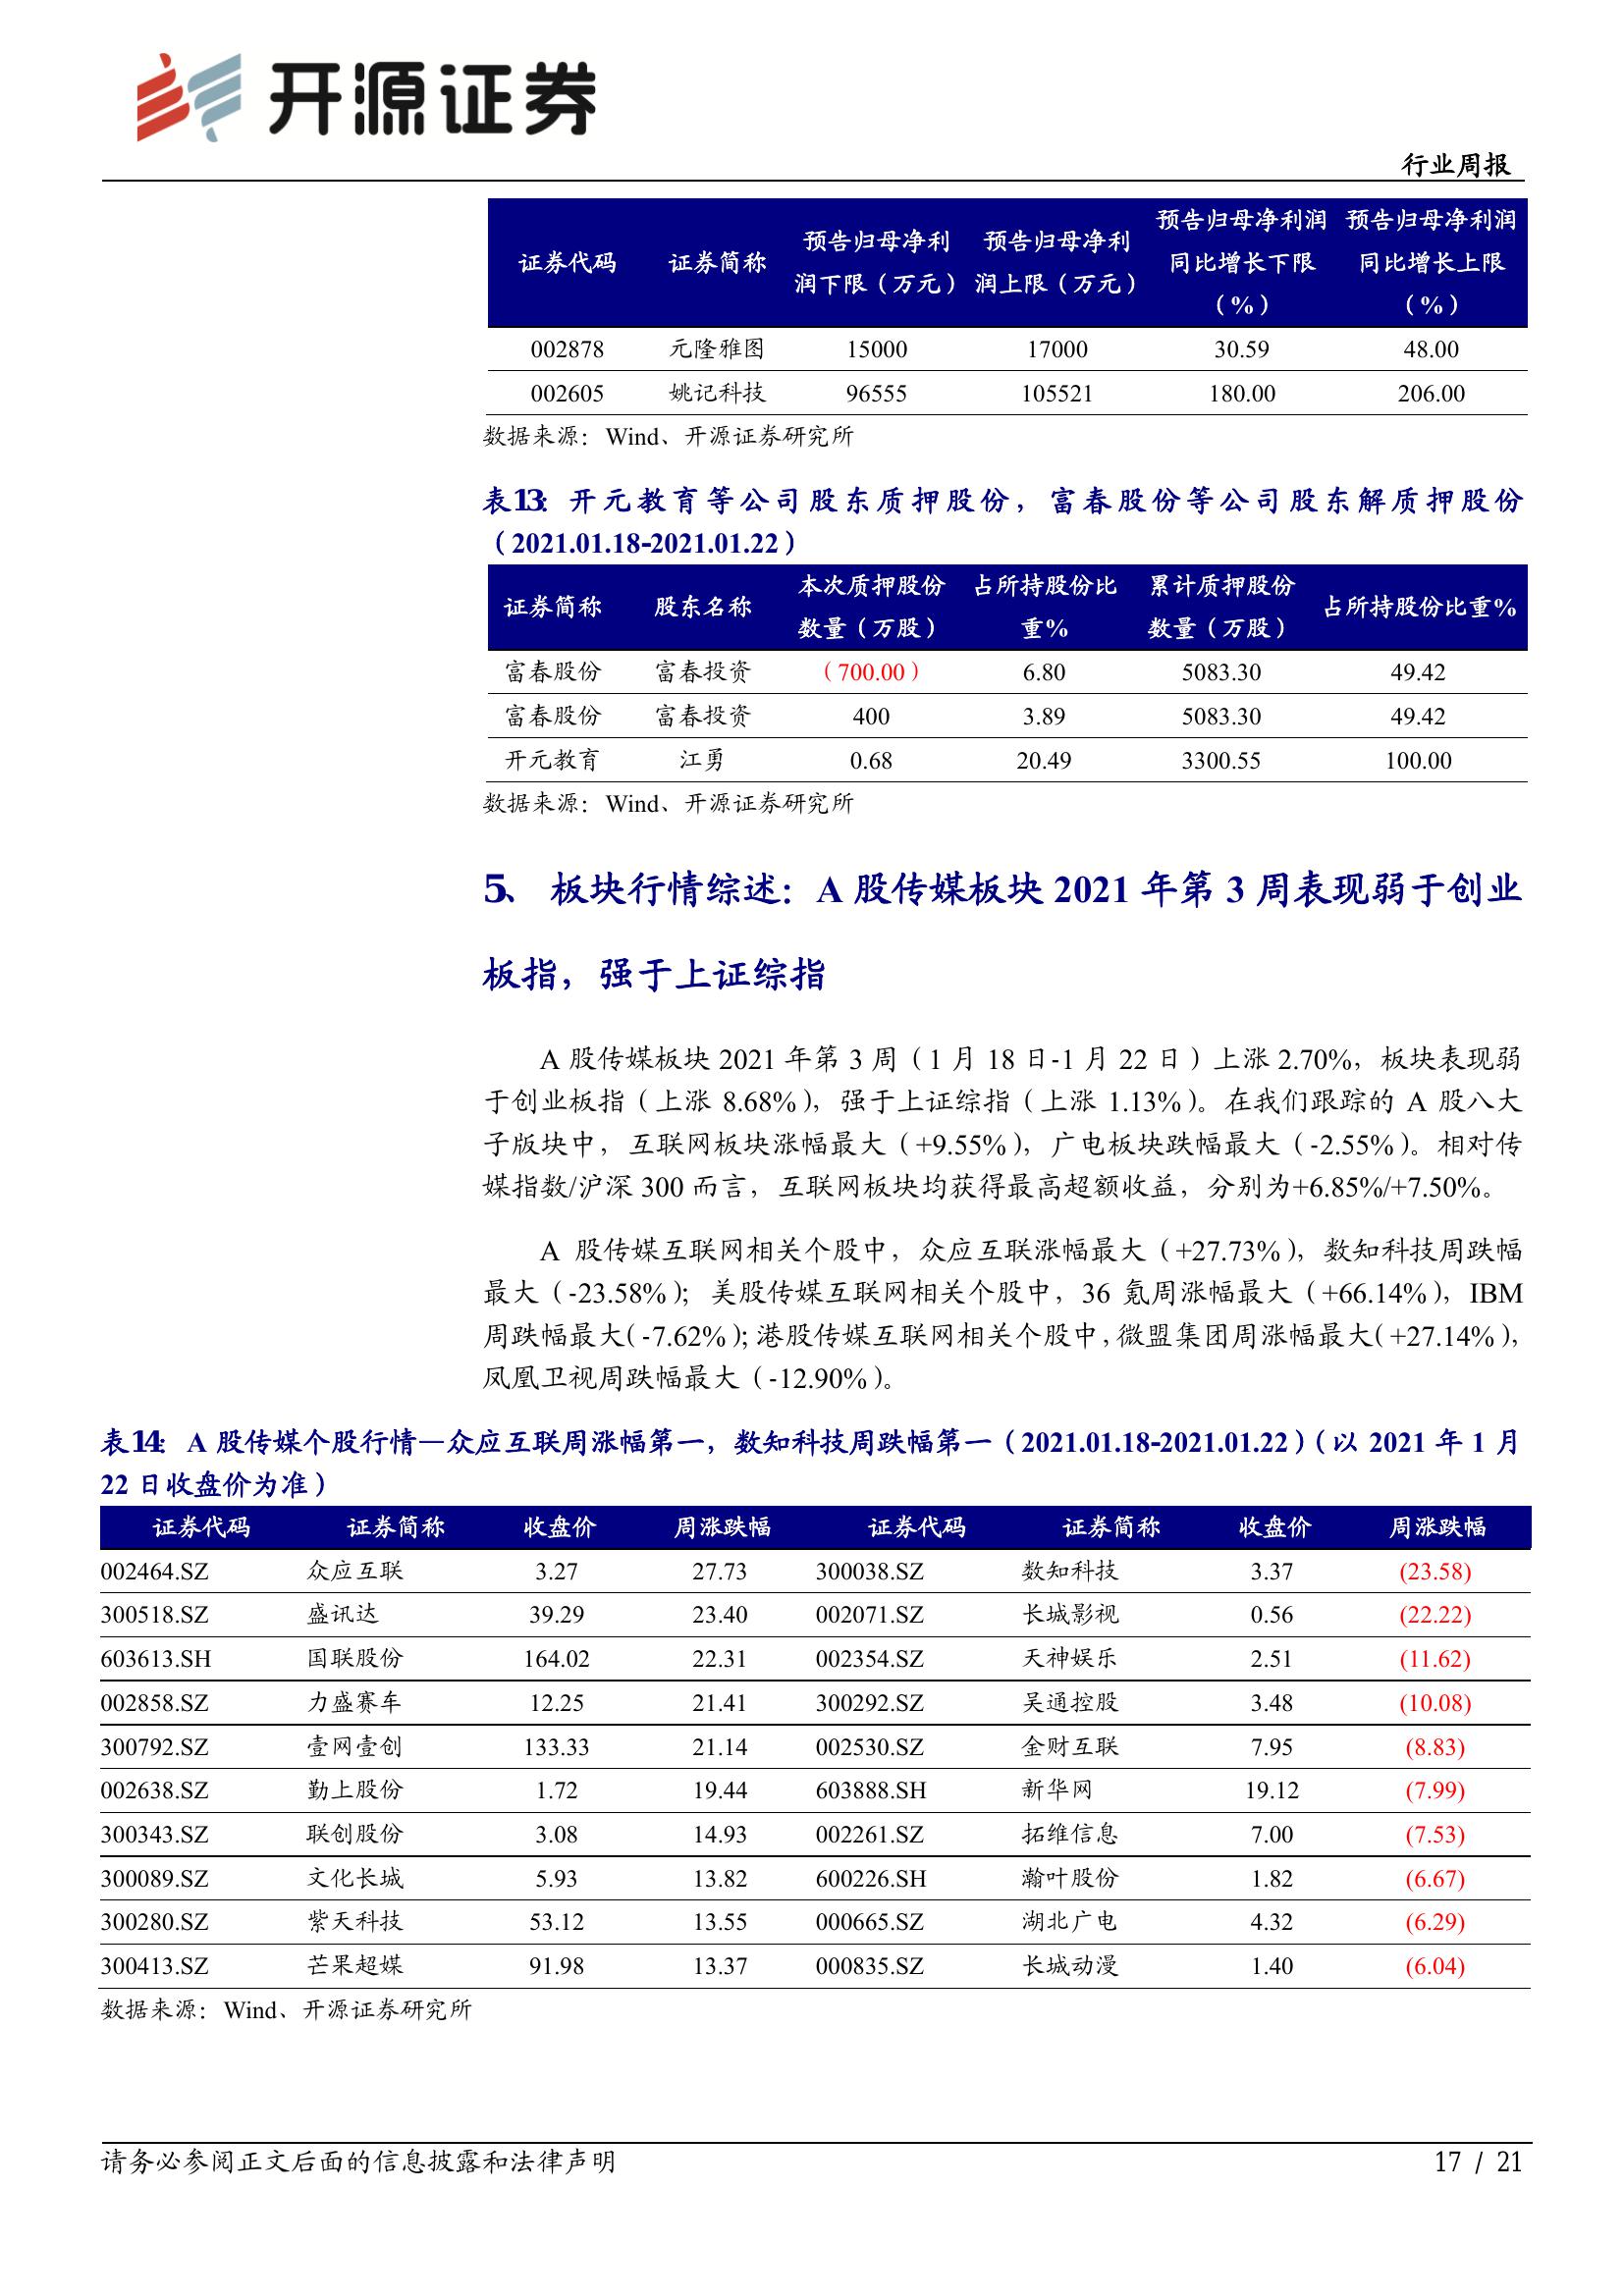 开源证券
行业周报
证券代码 证券简称 预告归母净利润下限（万元） 预告归母净利润上限（万元） 预告归母净利润同比增长下限（%） 预告归母净利润同比增长上限（%）
002878 元隆雅图 15000 17000 30.59 48.00
002605 姚记科技 96555 105521 180.00 206.00
数据来源：Wind、开源证券研究所
表13：开元教育等公司股东质押股份，富春股份等公司股东解质押股份
（2021.01.18-2021.01.22）
证券简称 股东名称 本次质押股份数量（万股） 占所持股份比重% 累计质押股份数量（万股） 占所持股份比重%
富春股份 富春投资 （700.00） 6.80 5083.30 49.42
富春股份 富春投资 400 3.89 5083.30 49.42
开元教育 江勇 0.68 20.49 3300.55 100.00
数据来源：Wind、开源证券研究所
5、 板块行情综述：A 股传媒板块 2021 年第 3 周表现弱于创业
板指，强于上证综指
A 股传媒板块 2021 年第 3 周（1 月 18 日-1 月 22 日）上涨 2.70%，板块表现弱
于创业板指（上涨 8.68%），强于上证综指（上涨 1.13%）。在我们跟踪的 A 股八大
子版块中，互联网板块涨幅最大（+9.55%），广电板块跌幅最大（-2.55%）。相对传
媒指数/沪深 300 而言，互联网板块均获得最高超额收益，分别为+6.85%/+7.50%。
A 股传媒互联网相关个股中，众应互联涨幅最大（+27.73%），数知科技周跌幅
最大（-23.58%）；美股传媒互联网相关个股中，36 氪周涨幅最大（+66.14%），IBM
周跌幅最大（-7.62%）；港股传媒互联网相关个股中，微盟集团周涨幅最大（+27.14%），
凤凰卫视周跌幅最大（-12.90%）。
表14：A 股传媒个股行情—众应互联周涨幅第一，数知科技周跌幅第一（2021.01.18-2021.01.22）（以 2021 年 1 月
22 日收盘价为准）
证券代码 证券简称 收盘价 周涨跌幅 证券代码 证券简称 收盘价 周涨跌幅
002464.SZ 众应互联 3.27 27.73 300038.SZ 数知科技 3.37 (23.58)
300518.SZ 盛讯达 39.29 23.40 002071.SZ 长城影视 0.56 (22.22)
603613.SH 国联股份 164.02 22.31 002354.SZ 天神娱乐 2.51 (11.62)
002858.SZ 力盛赛车 12.25 21.41 300292.SZ 吴通控股 3.48 (10.08)
300792.SZ 壹网壹创 133.33 21.14 002530.SZ 金财互联 7.95 (8.83)
002638.SZ 勤上股份 1.72 19.44 603888.SH 新华网 19.12 (7.99)
300343.SZ 联创股份 3.08 14.93 002261.SZ 拓维信息 7.00 (7.53)
300089.SZ 文化长城 5.93 13.82 600226.SH 瀚叶股份 1.82 (6.67)
300280.SZ 紫天科技 53.12 13.55 000665.SZ 湖北广电 4.32 (6.29)
300413.SZ 芒果超媒 91.98 13.37 000835.SZ 长城动漫 1.40 (6.04)
数据来源：Wind、开源证券研究所
请务必参阅正文后面的信息披露和法律声明
17 / 21